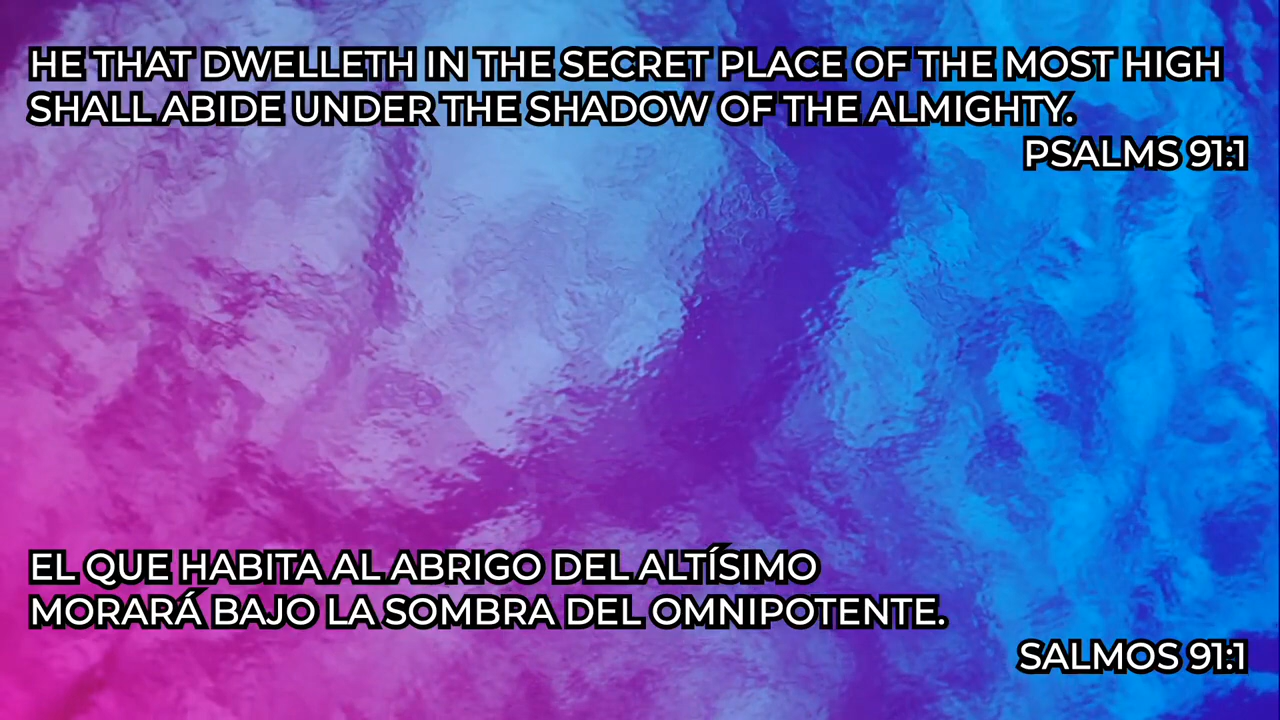 HE THAT DWELLETH IN THE SECRET PLACE OF THE MOST HIGH
SHALL ABIDE UNDER THE SHADOW OF THE ALMIGHTY.
PSALMS 91:1
EL QUE HABITA AL ABRIGO DEL ALTÍSIMO
MORARÁ BAJO LA SOMBRA DEL OMNIPOTENTE.
SALMOS 91:1